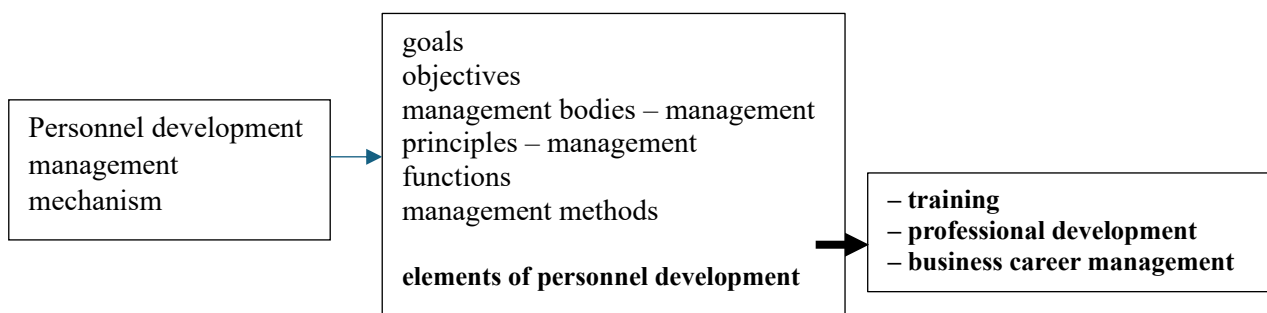 Personnel development
management
mechanism
goals
objectives
management bodies – management
principles – management
functions
management methods
elements of personnel development
– training
– professional development
– business career management